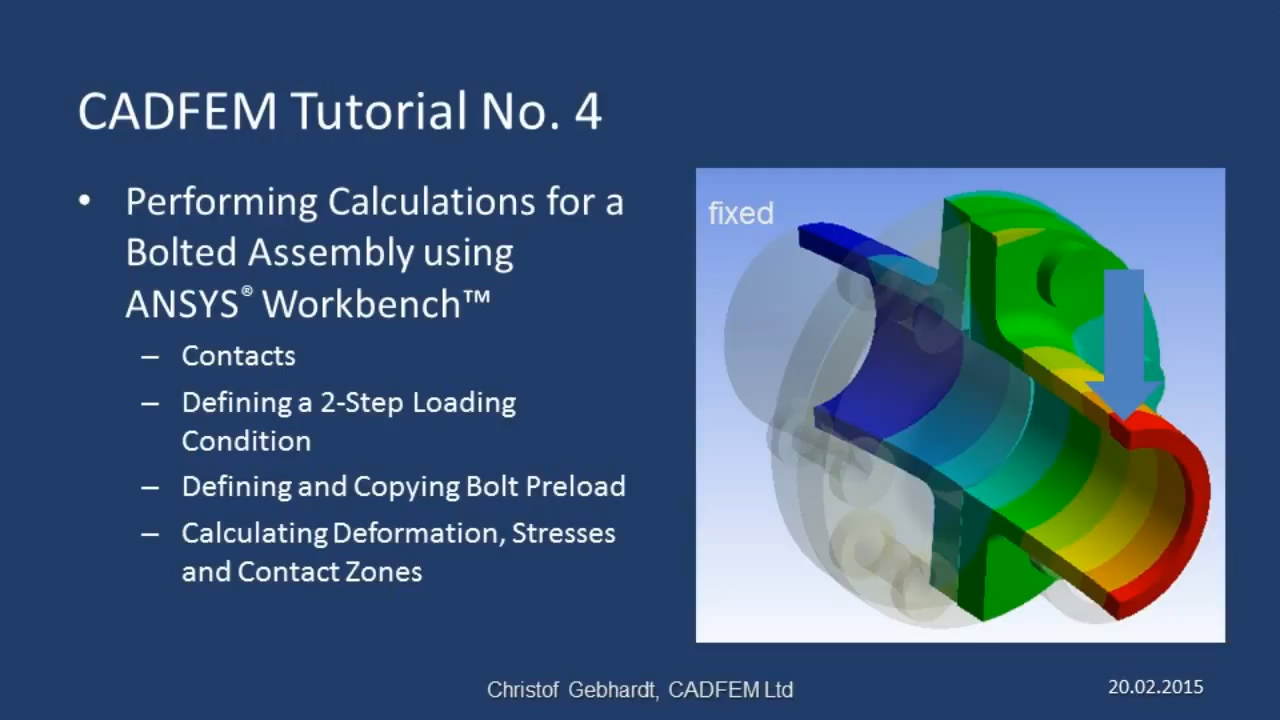 CADFEM Tutorial No. 4
• Performing Calculations for a
Bolted Assembly using
ANSYS® Workbench™
– Contacts
– Defining a 2-Step Loading
Condition
– Defining and Copying Bolt Preload
– Calculating Deformation, Stresses
and Contact Zones
fixed
Christof Gebhardt, CADFEM Ltd
20.02.2015